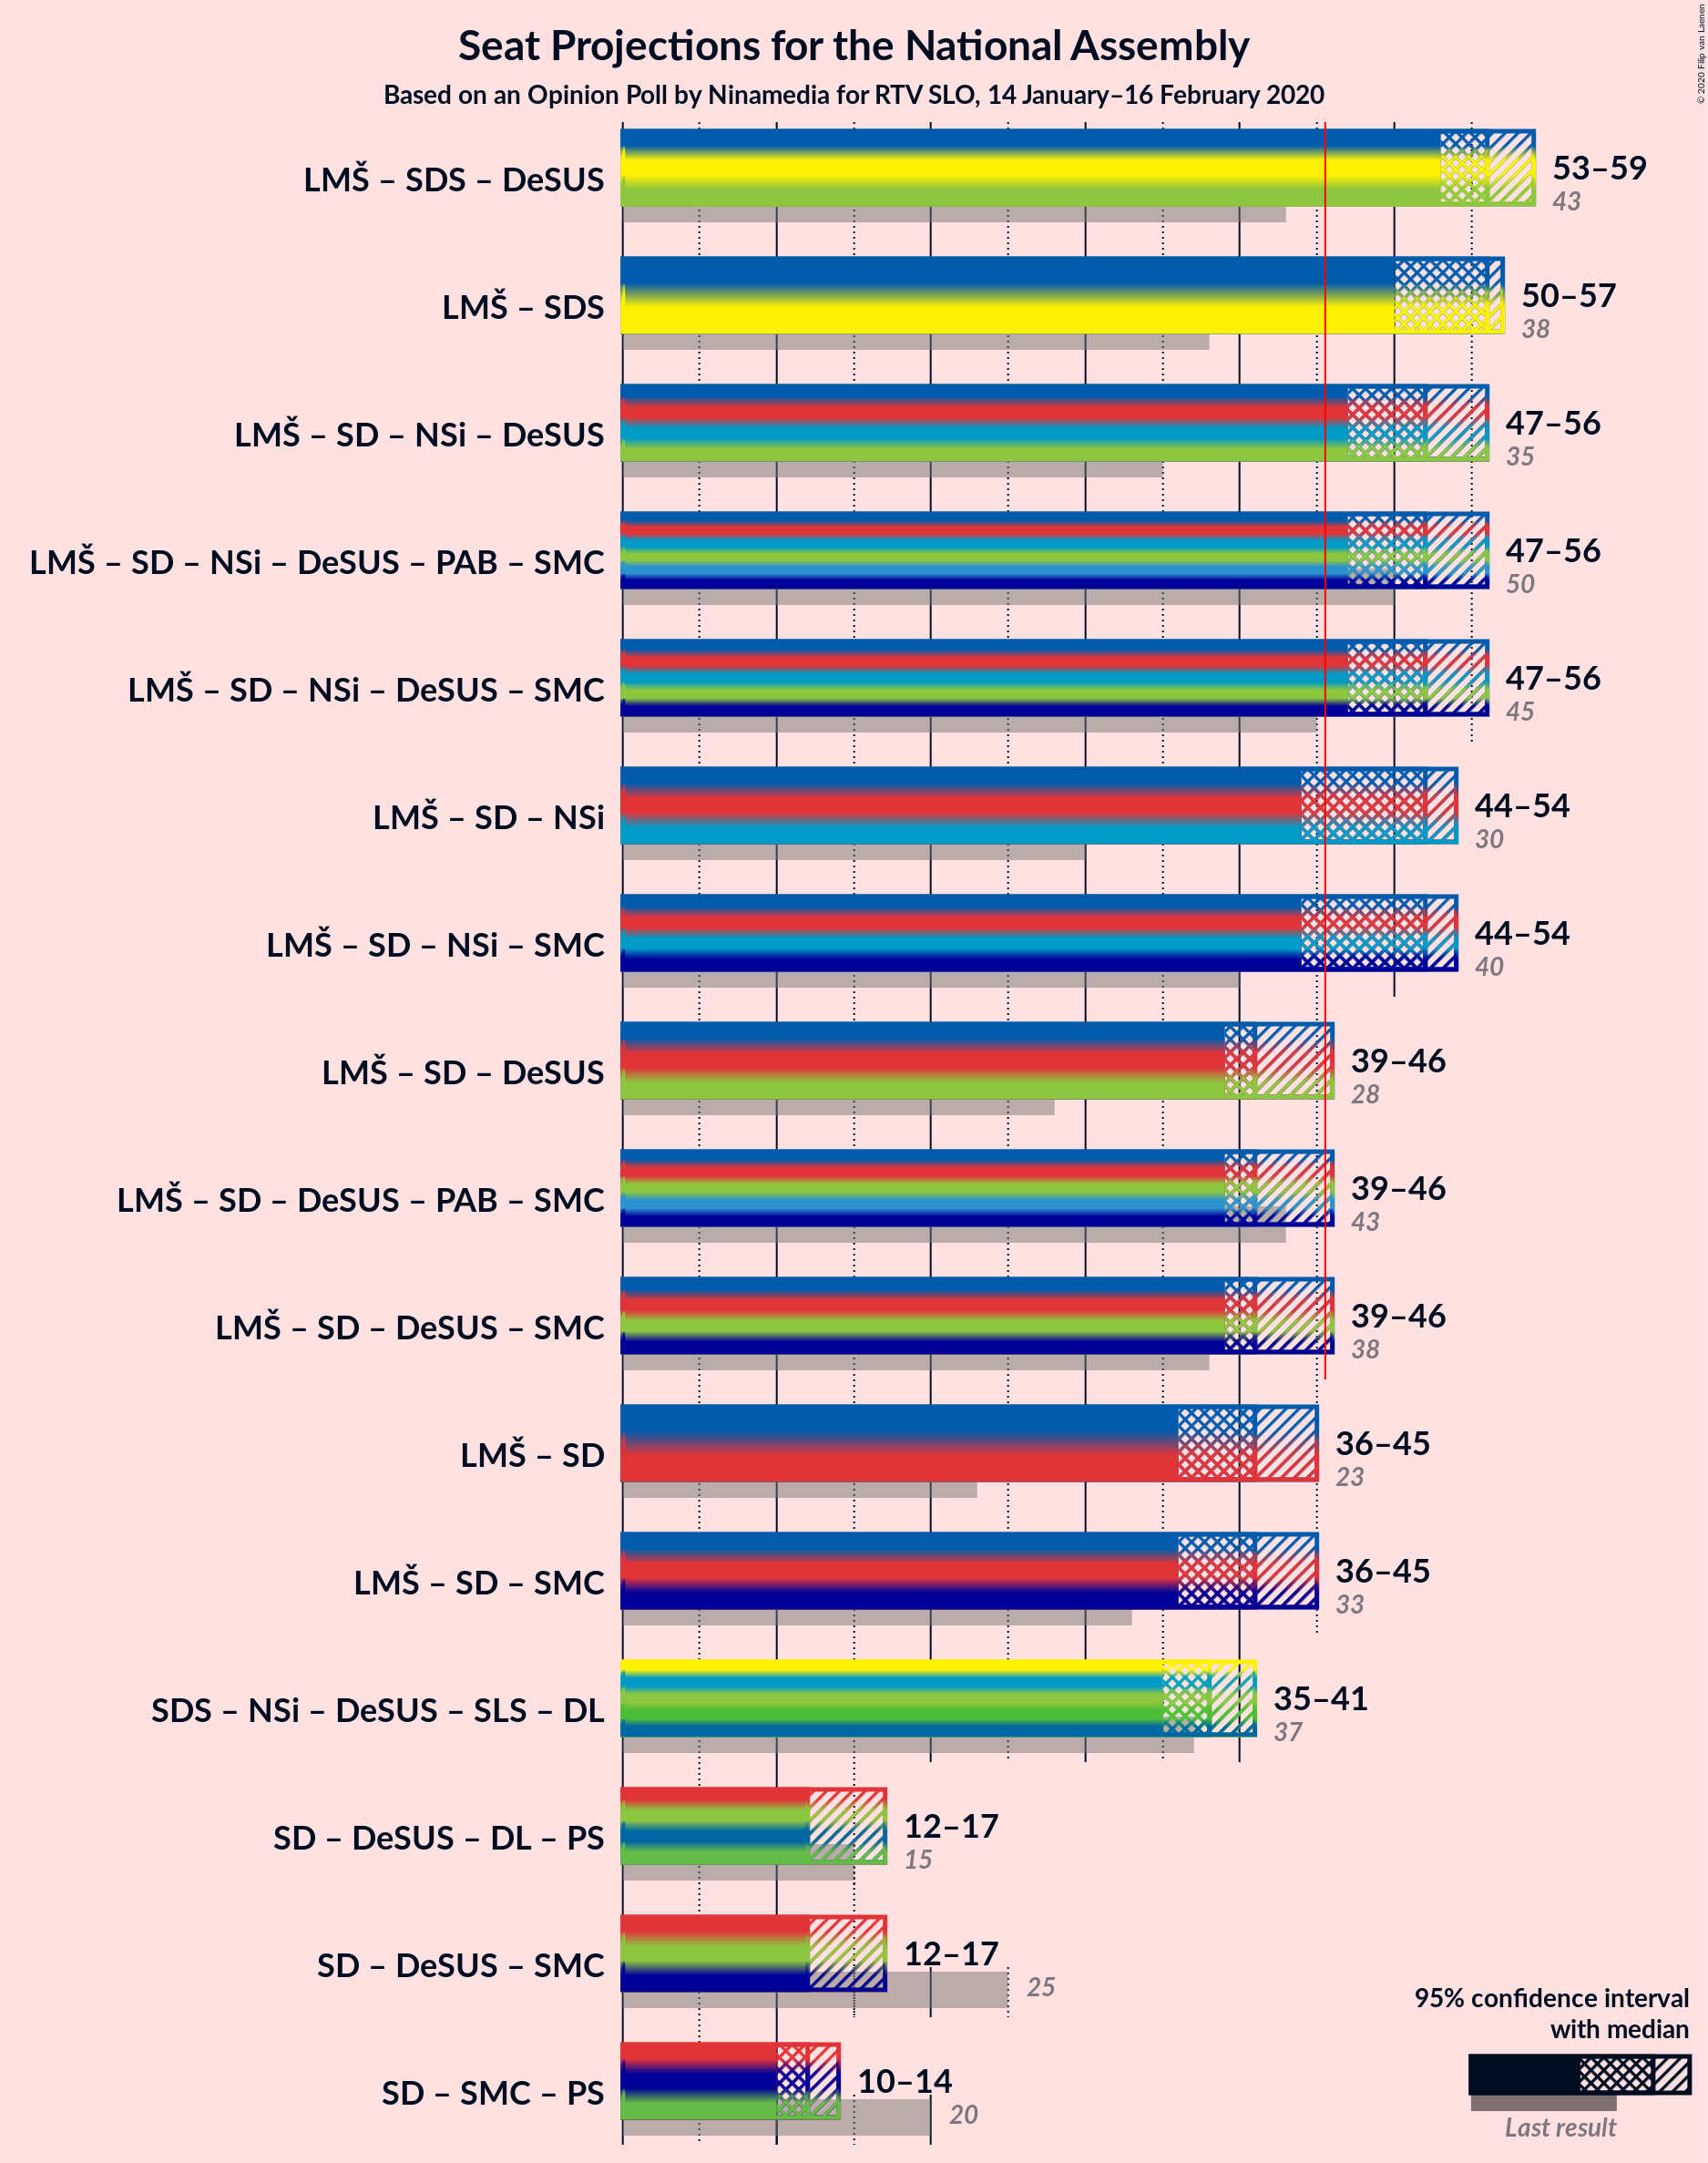 Seat Projections for the National Assembly
Based on an Opinion Poll by Ninamedia for RTV SLO, 14 January–16 February 2020
© 2020 Filip van Laenen
LMŠ – SDS – DeSUS
53–59
43
LMŠ – SDS
50–57
38
LMŠ – SD – NSi – DeSUS
47–56
35
LMŠ – SD – NSi – DeSUS – PAB – SMC
47–56
50
LMŠ – SD – NSi – DeSUS – SMC
47–56
45
LMŠ – SD – NSi
44–54
30
LMŠ – SD – NSi – SMC
44–54
40
LMŠ – SD – DeSUS
39–46
28
LMŠ – SD – DeSUS – PAB – SMC
39–46
43
LMŠ – SD – DeSUS – SMC
39–46
38
LMŠ – SD
36–45
23
LMŠ – SD – SMC
36–45
33
SDS – NSi – DeSUS – SLS – DL
35–41
37
SD – DeSUS – DL – PS
12–17
15
SD – DeSUS – SMC
12–17
25
SD – SMC – PS
10–14
20
95% confidence interval
with median
Last result